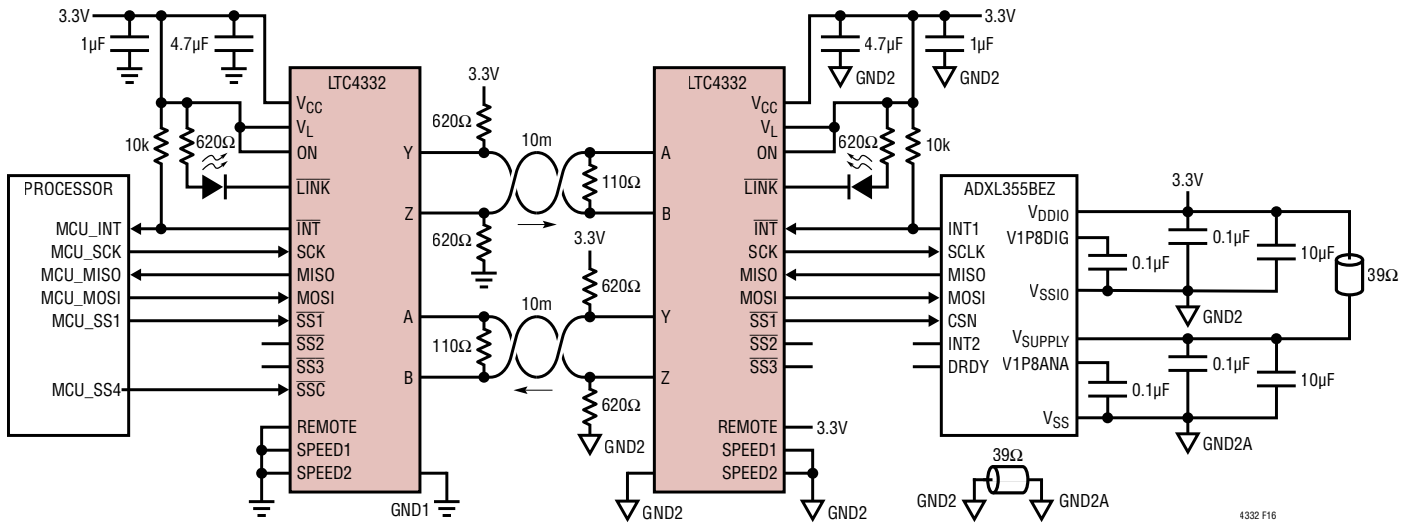 3.3V
1µF
4.7µF
10k
620Ω
LTC4332
VCC
VL
ON
LINK
INT
SCK
MISO
MOSI
SS1
SS2
SS3
SSC
REMOTE
SPEED1
SPEED2
Y
Z
A
B
GND1
PROCESSOR
MCU_INT
MCU_SCK
MCU_MISO
MCU_MOSI
MCU_SS1
MCU_SS4
3.3V
620Ω
10m
110Ω
620Ω
3.3V
620Ω
10m
110Ω
620Ω
GND2
LTC4332
A
B
Y
Z
VCC
VL
ON
LINK
INT
SCK
MISO
MOSI
SS1
SS2
SS3
REMOTE
SPEED1
SPEED2
3.3V
GND2
GND2
3.3V
4.7µF
GND2
1µF
GND2
620Ω
10k
ADXL355BEZ
INT1
SCLK
MISO
MOSI
CSN
INT2
DRDY
VDDIO
V1P8DIG
VSSIO
VSUPPLY
V1P8ANA
VSS
3.3V
0.1µF
0.1µF
10µF
39Ω
GND2
0.1µF
0.1µF
10µF
GND2A
39Ω
GND2
GND2A
4332 F16